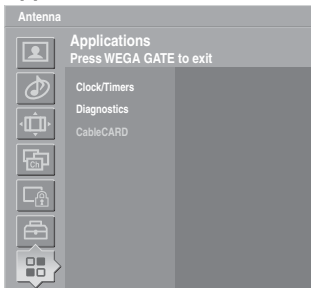 Antenna
Applications
Press WEGA GATE to exit
Clock/Timers
Diagnostics
CableCARD
Ch